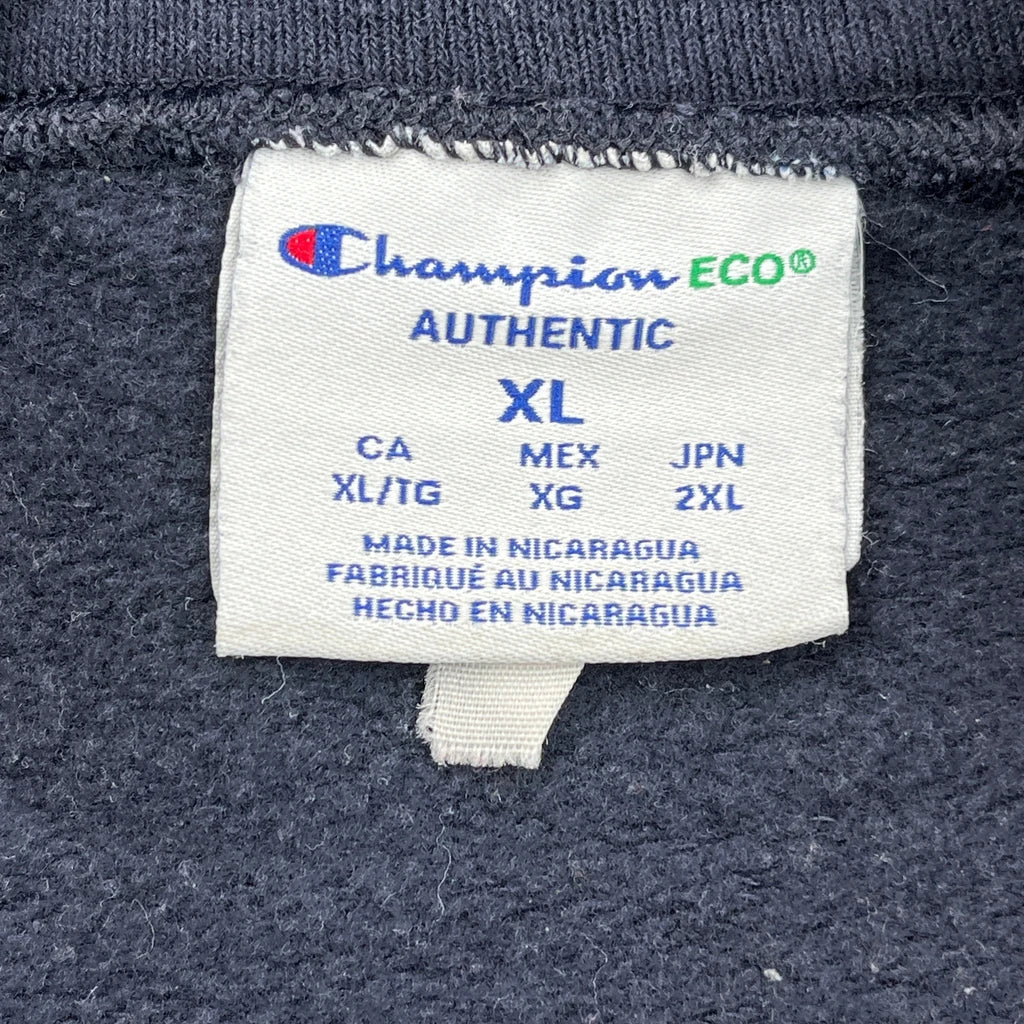 Champion ECO®
AUTHENTIC
XL
CA MEX JPN
XL/TG XG 2XL
MADE IN NICARAGUA
FABRIQUÉ AU NICARAGUA
HECHO EN NICARAGUA